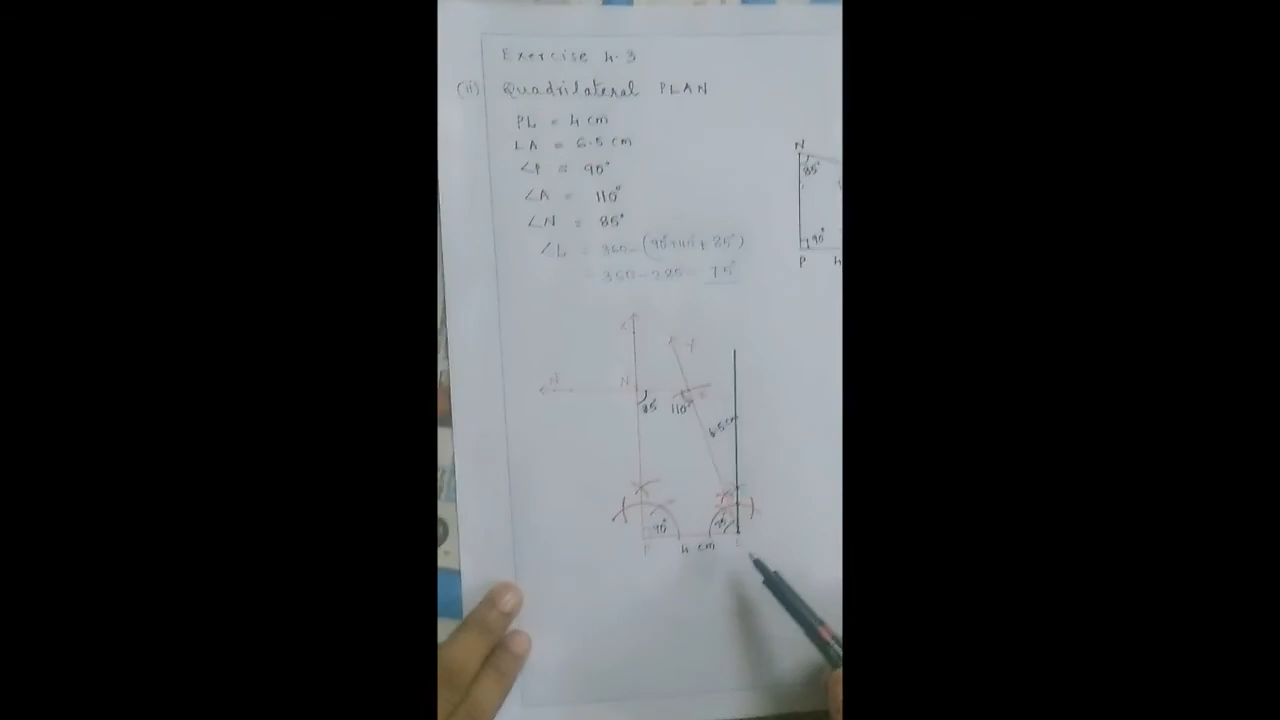 Exercise 4.3
(ii) Quadrilateral PLAN
PL = 4 cm
LA = 6.5 cm
∠P = 90°
∠A = 110°
∠N = 85°
∠L = 360 - (90°+110°+85°)
= 360 - 285 = 75°
N
85°
90°
P 4
X
Y
N
85°
110°
6.5 cm
90°
P 4 cm L